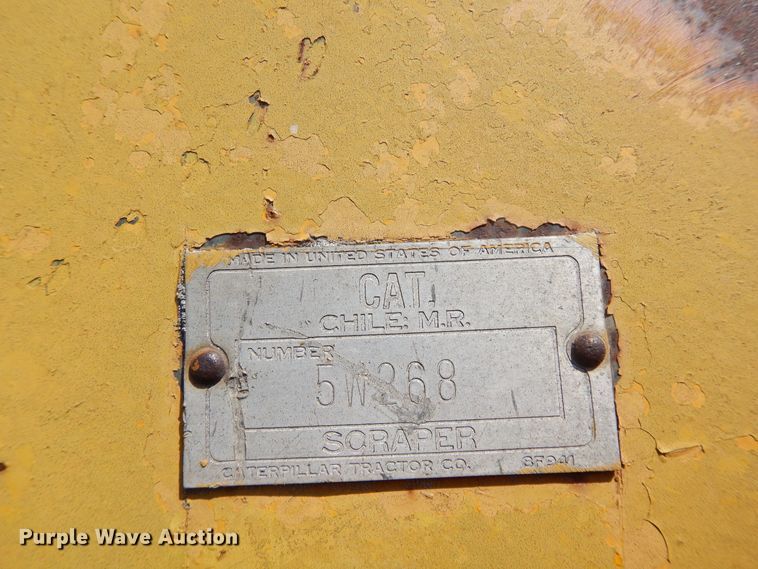 MADE IN UNITED STATES OF AMERICA
CAT.
CHILE: M.R.
NUMBER
5W268
SCRAPER
CATERPILLAR TRACTOR CO. 8F941
Purple Wave Auction